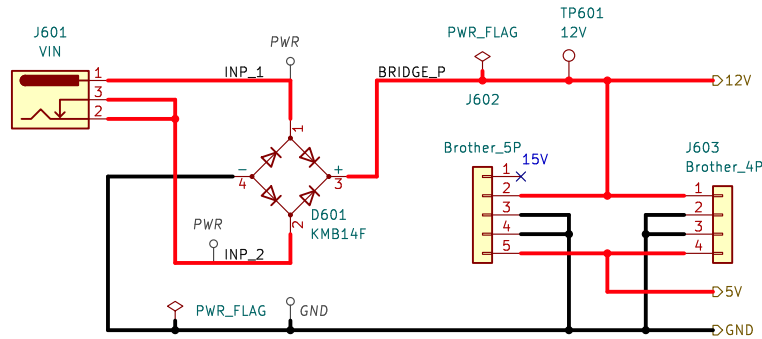 J601
VIN
1
3
2
INP_1
PWR
1
BRIDGE_P
PWR_FLAG
J602
TP601
12V
12V
-
4
+
3
2
D601
KMB14F
PWR
INP_2
Brother_5P
15V
1
2
3
4
5
J603
Brother_4P
1
2
3
4
5V
PWR_FLAG
GND
GND